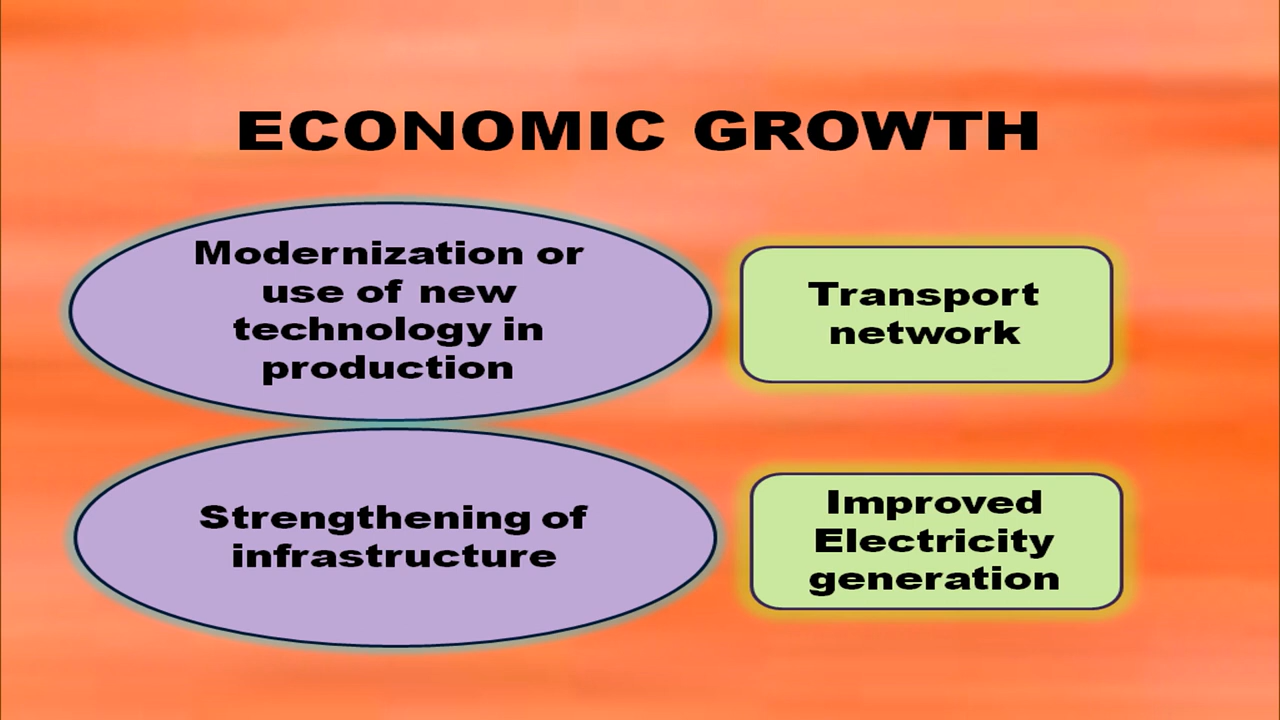 ECONOMIC GROWTH
Modernization or
use of new
technology in
production
Transport
network
Strengthening of
infrastructure
Improved
Electricity
generation